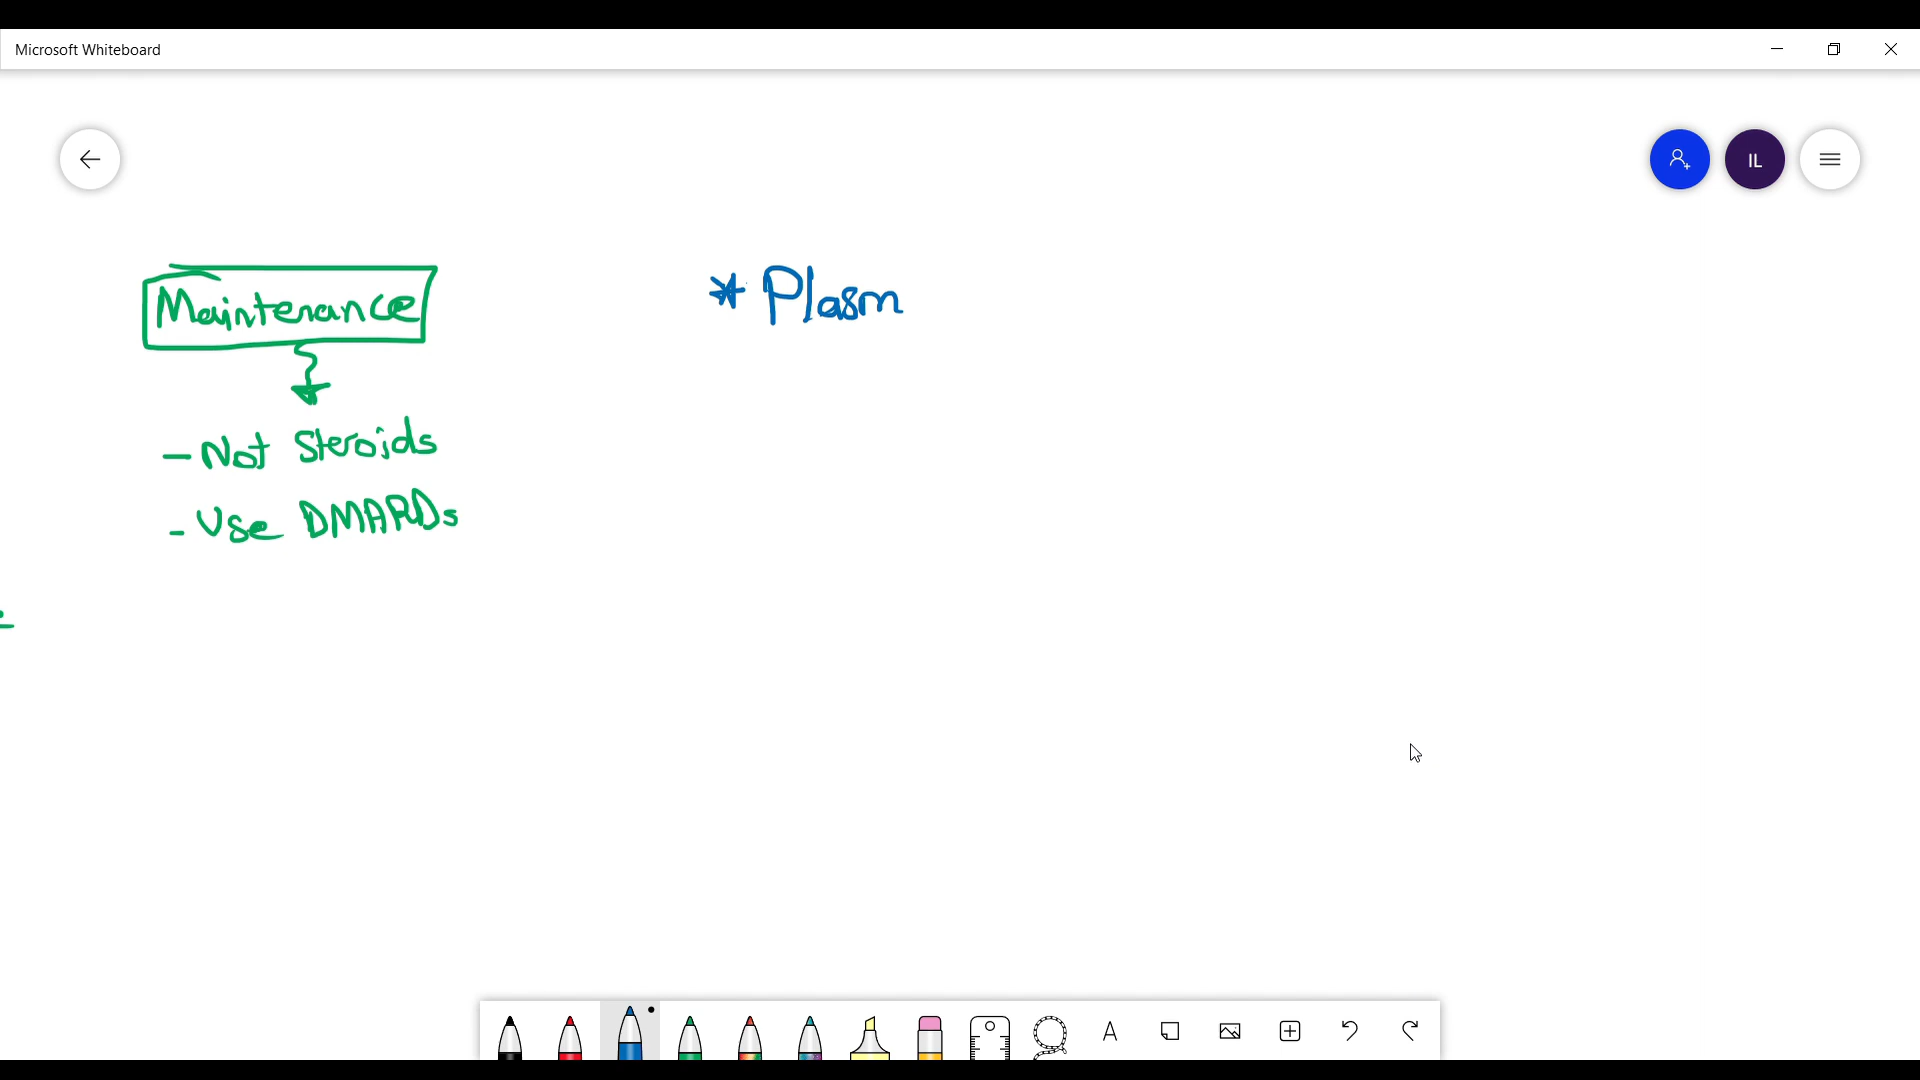 Microsoft Whiteboard
IL
Maintenance
- Not Steroids
- Use DMARDs
* Plasm
A